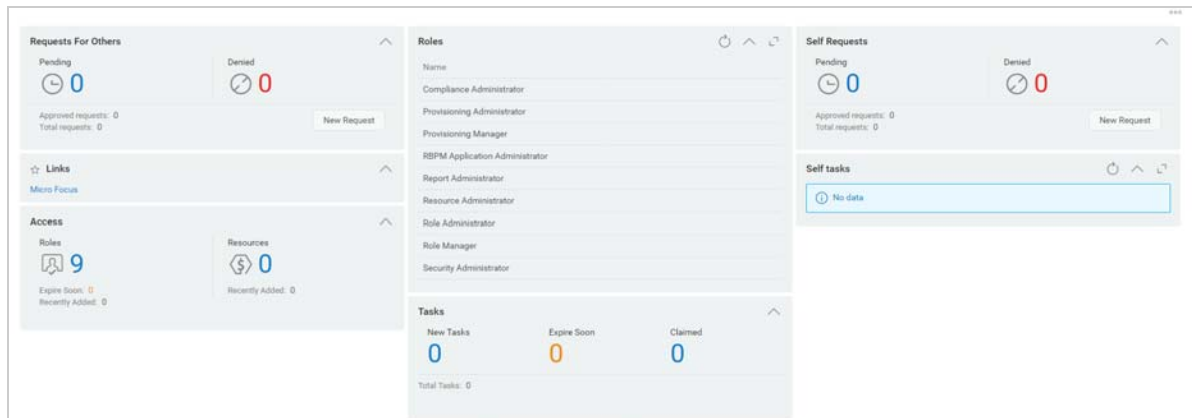 Requests For Others
Pending
Denied
0
0
Approved requests: 0
Total requests: 0
New Request
Links
Micro Focus
Access
Roles
Resources
9
0
Expire Soon: 0
Recently Added: 0
Recently Added: 0
Roles
Name
Compliance Administrator
Provisioning Administrator
Provisioning Manager
RBPM Application Administrator
Report Administrator
Resource Administrator
Role Administrator
Role Manager
Security Administrator
Tasks
New Tasks
Expire Soon
Claimed
0
0
0
Total Tasks: 0
Self Requests
Pending
Denied
0
0
Approved requests: 0
Total requests: 0
New Request
Self tasks
No data